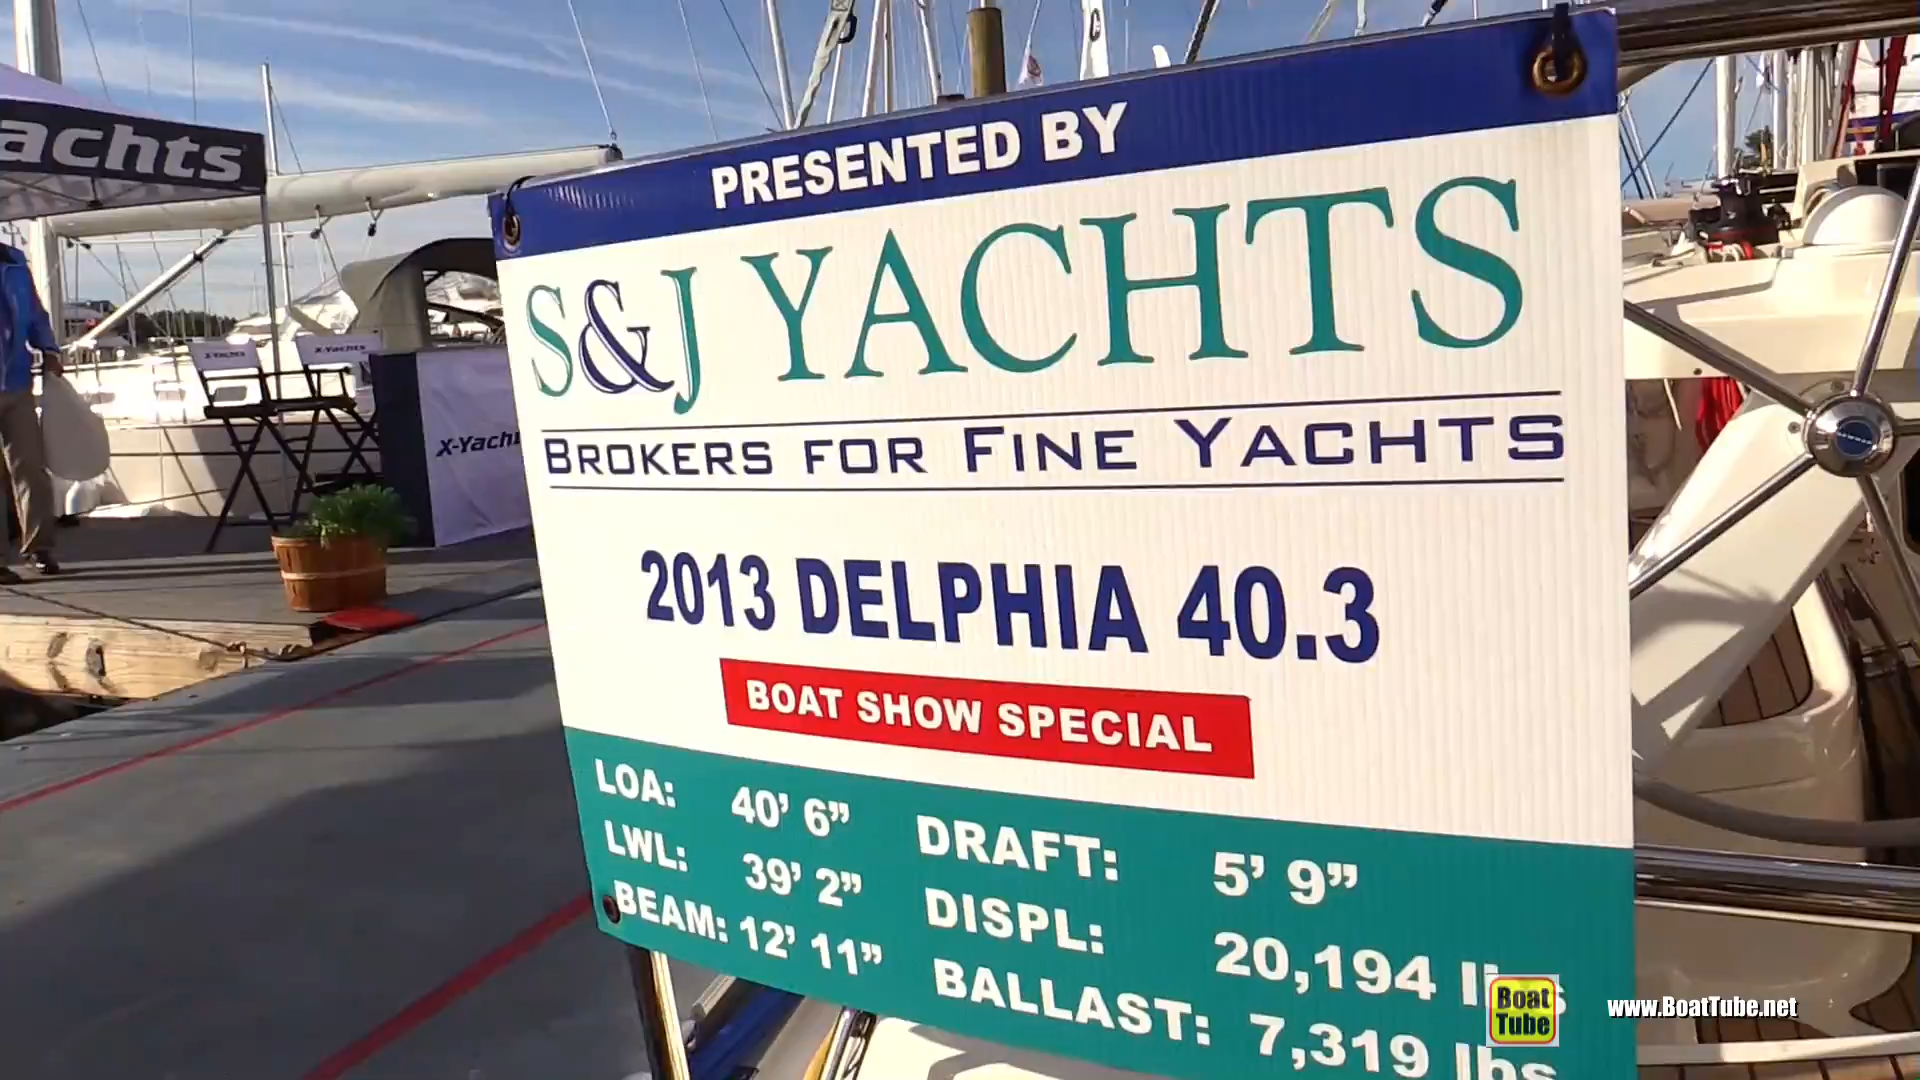 PRESENTED BY
S&J YACHTS
BROKERS FOR FINE YACHTS
2013 DELPHIA 40.3
BOAT SHOW SPECIAL
LOA: 40' 6”
LWL: 39' 2”
BEAM: 12' 11”
DRAFT: 5' 9”
DISPL: 20,194 lbs
BALLAST: 7,319 lbs
achts
X-Yachts
X-Yachts
X-Yacht
Boat
Tube
www.BoatTube.net